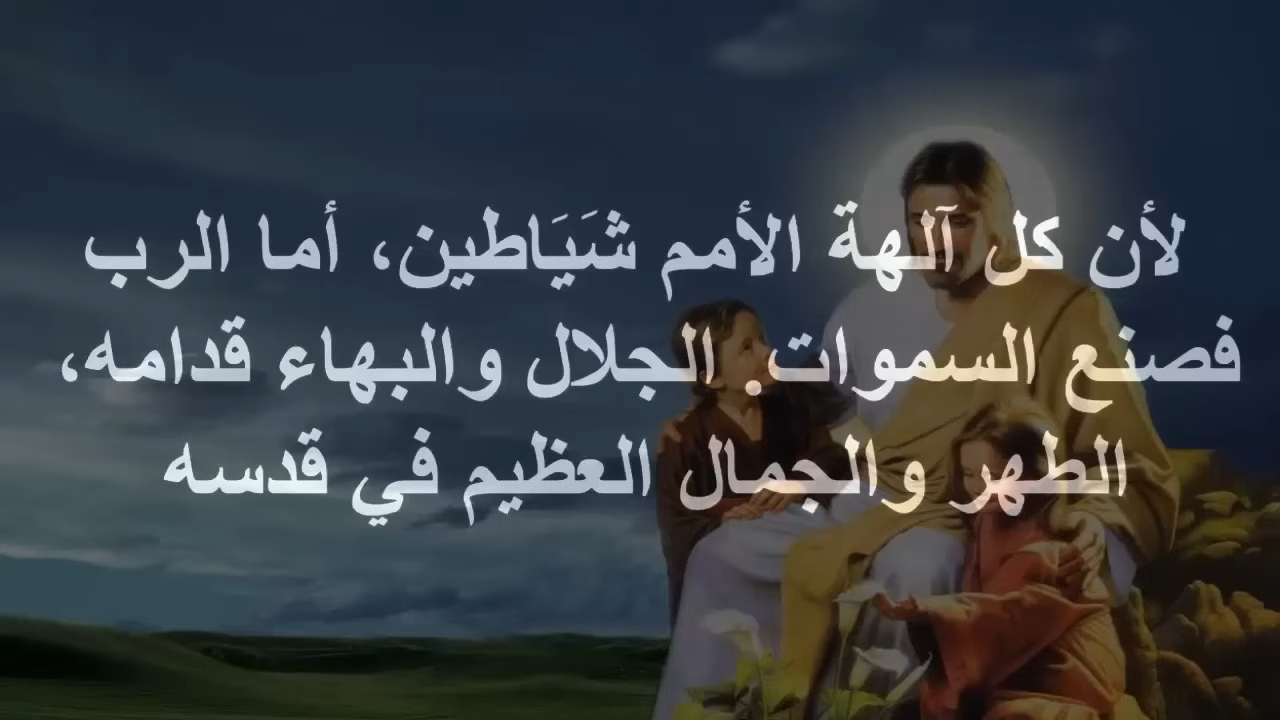 لأن كل آلهة الأمم شَيَاطين، أما الرب
فصنع السموات. الجلال والبهاء قدامه،
الطهر والجمال العظيم في قدسه